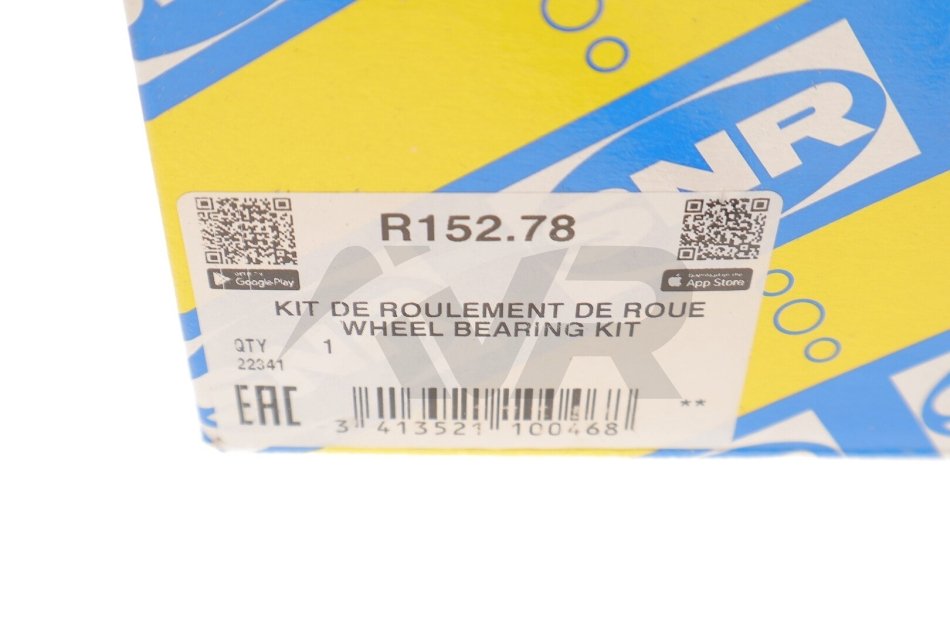 SNR
R152.78
Google Play
App Store
KIT DE ROULEMENT DE ROUE
WHEEL BEARING KIT
QTY 1
22341
EAC
3 413521 100468
**
VR